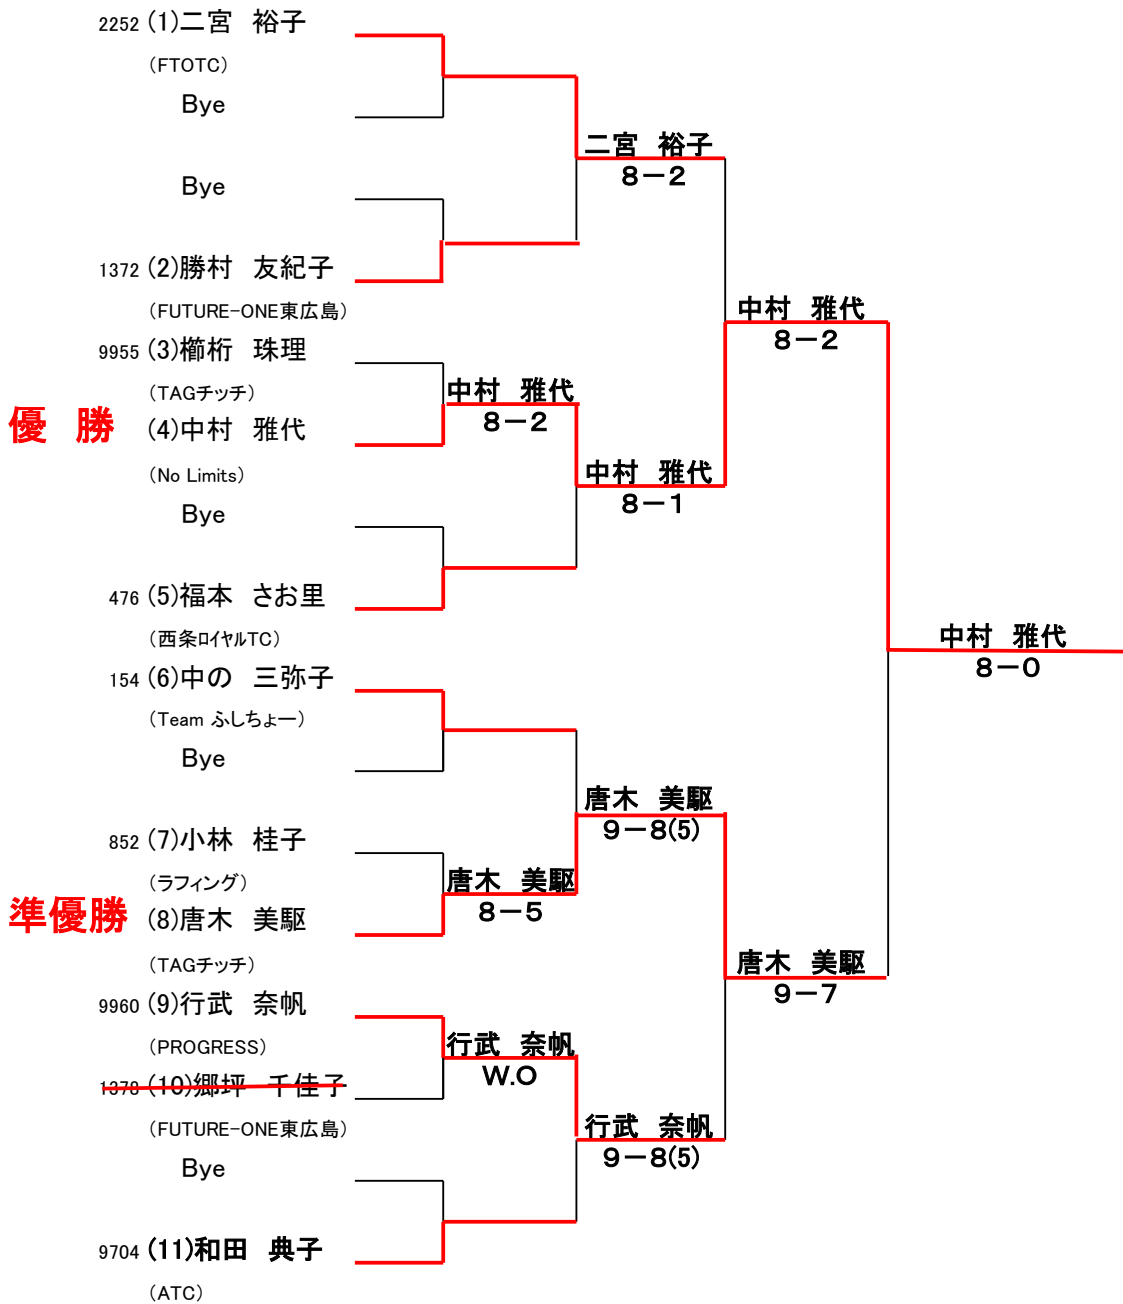 2252 (1)二宮　裕子
(FTOTC)
Bye
二宮　裕子
8－2
Bye
1372 (2)勝村　友紀子
(FUTURE-ONE東広島)
中村　雅代
8－2
9955 (3)櫛桁　珠理
(TAGチッチ)
中村　雅代
8－2
優　勝 (4)中村　雅代
(No Limits)
中村　雅代
8－1
Bye
476 (5)福本　さお里
(西条ロイヤルTC)
中村　雅代
8－0
154 (6)中の　三弥子
(Team ふしちょー)
Bye
唐木　美駆
9－8(5)
852 (7)小林　桂子
(ラフィング)
唐木　美駆
8－5
準優勝 (8)唐木　美駆
(TAGチッチ)
唐木　美駆
9－7
9960 (9)行武　奈帆
(PROGRESS)
行武　奈帆
W.O
1378 (10)郷坪　千佳子
(FUTURE-ONE東広島)
行武　奈帆
9－8(5)
Bye
9704 (11)和田　典子
(ATC)